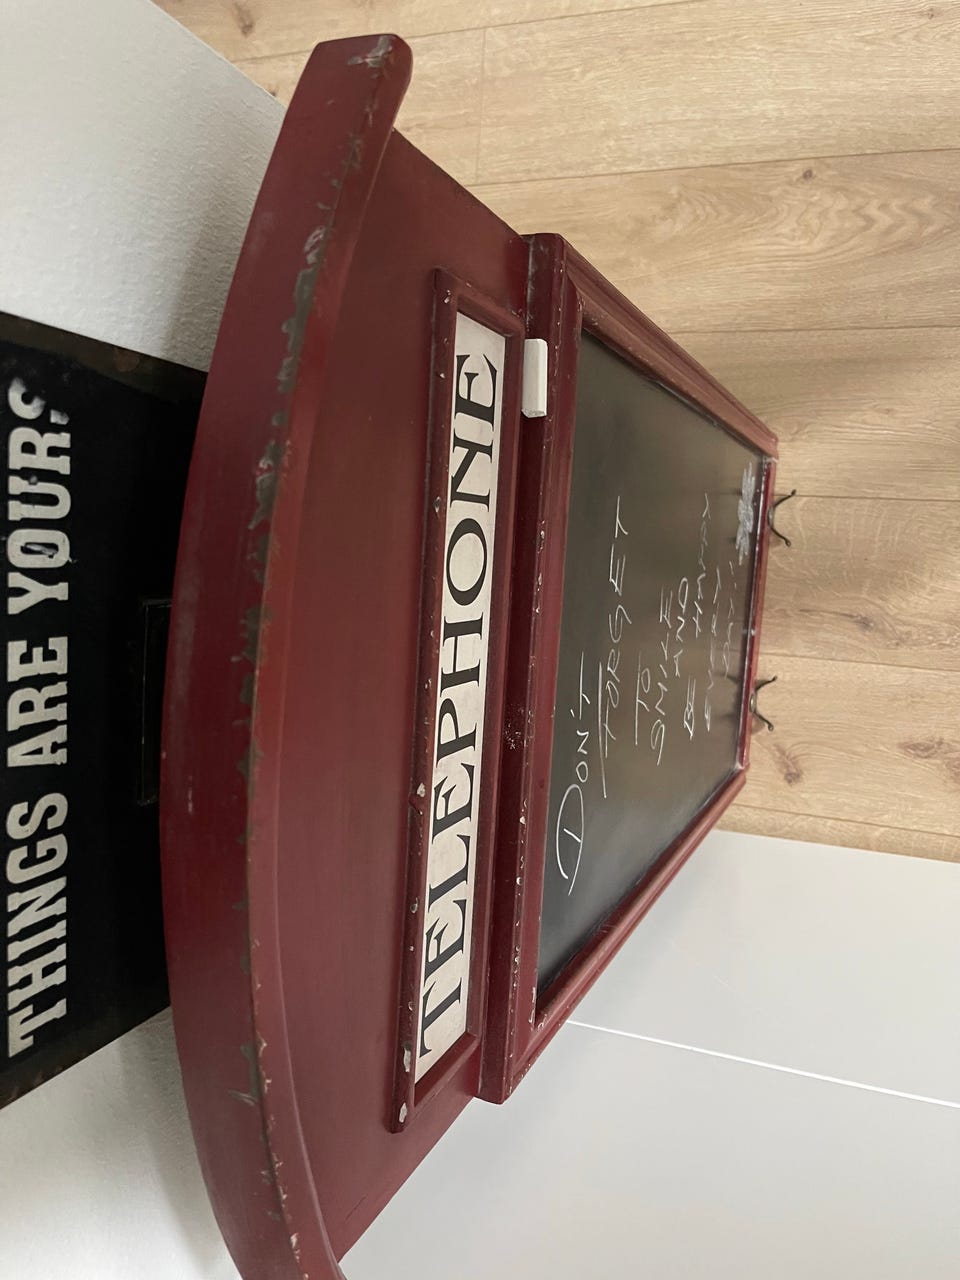 THINGS ARE YOURS
TELEPHONE
DON'T
FORGET
TO
SMILE
AND
BE HAPPY
EVERY
DAY!